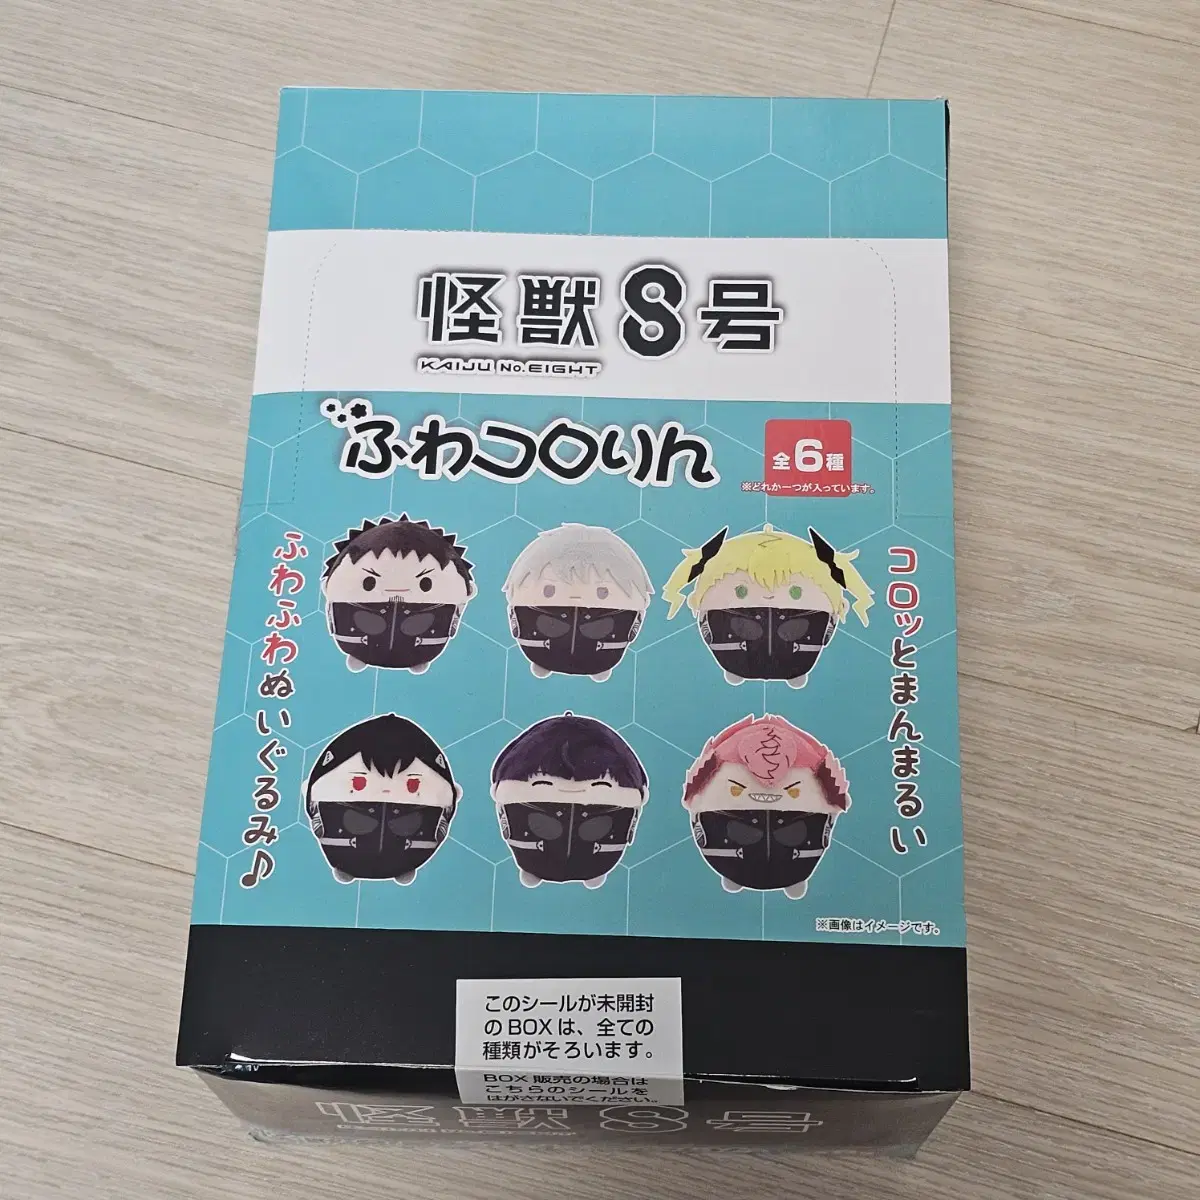 怪獣8号
KAIJU No.EIGHT
ふわコロりん
全6種
※どれか一つが入っています。
ふわふわぬいぐるみ♪
コロッとまんまるい
※画像はイメージです。
このシールが未開封
のBOXは、全ての
種類がそろいます。
BOX販売の場合は
こちらのシールを
はがさないでください。
怪獣8号